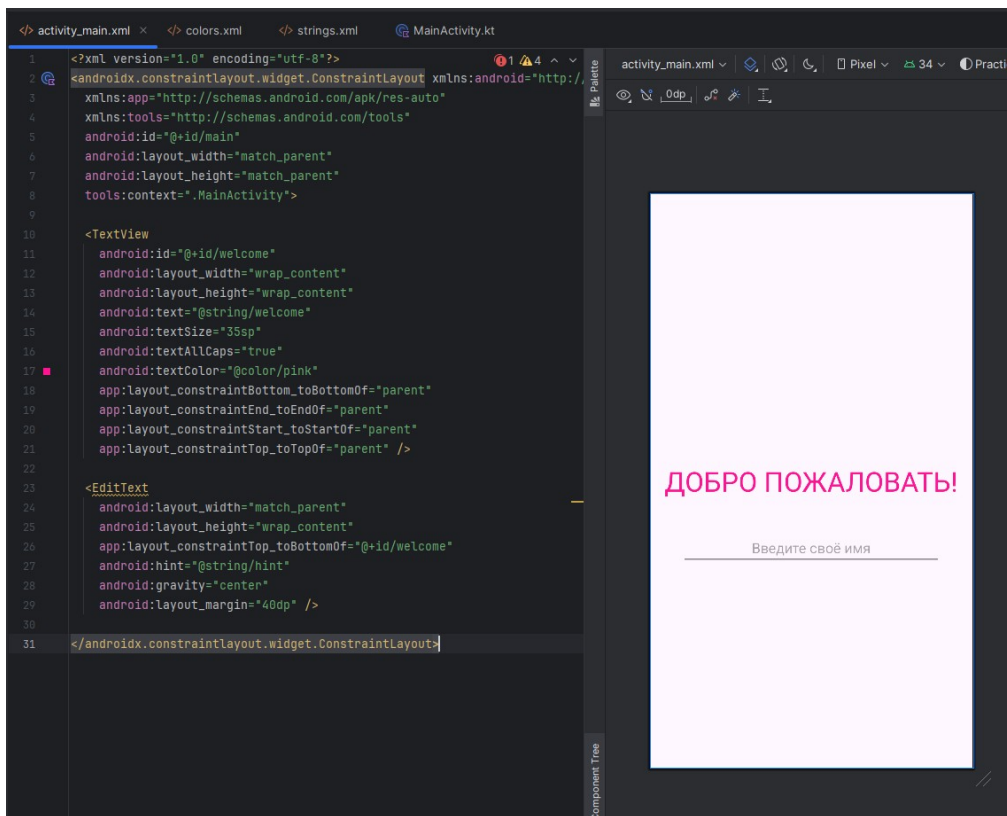 activity_main.xml colors.xml strings.xml MainActivity.kt
1 <?xml version="1.0" encoding="utf-8"?> 1 4
2 <androidx.constraintlayout.widget.ConstraintLayout xmlns:android="http:/
3 xmlns:app="http://schemas.android.com/apk/res-auto"
4 xmlns:tools="http://schemas.android.com/tools"
5 android:id="@+id/main"
6 android:layout_width="match_parent"
7 android:layout_height="match_parent"
8 tools:context=".MainActivity">
9
10 <TextView
11 android:id="@+id/welcome"
12 android:layout_width="wrap_content"
13 android:layout_height="wrap_content"
14 android:text="@string/welcome"
15 android:textSize="35sp"
16 android:textAllCaps="true"
17 android:textColor="@color/pink"
18 app:layout_constraintBottom_toBottomOf="parent"
19 app:layout_constraintEnd_toEndOf="parent"
20 app:layout_constraintStart_toStartOf="parent"
21 app:layout_constraintTop_toTopOf="parent" />
22
23 <EditText
24 android:layout_width="match_parent"
25 android:layout_height="wrap_content"
26 app:layout_constraintTop_toBottomOf="@+id/welcome"
27 android:hint="@string/hint"
28 android:gravity="center"
29 android:layout_margin="40dp" />
30
31 </androidx.constraintlayout.widget.ConstraintLayout>
Palette
Component Tree
activity_main.xml Pixel 34 Practi
0dp
ДОБРО ПОЖАЛОВАТЬ!
Введите своё имя